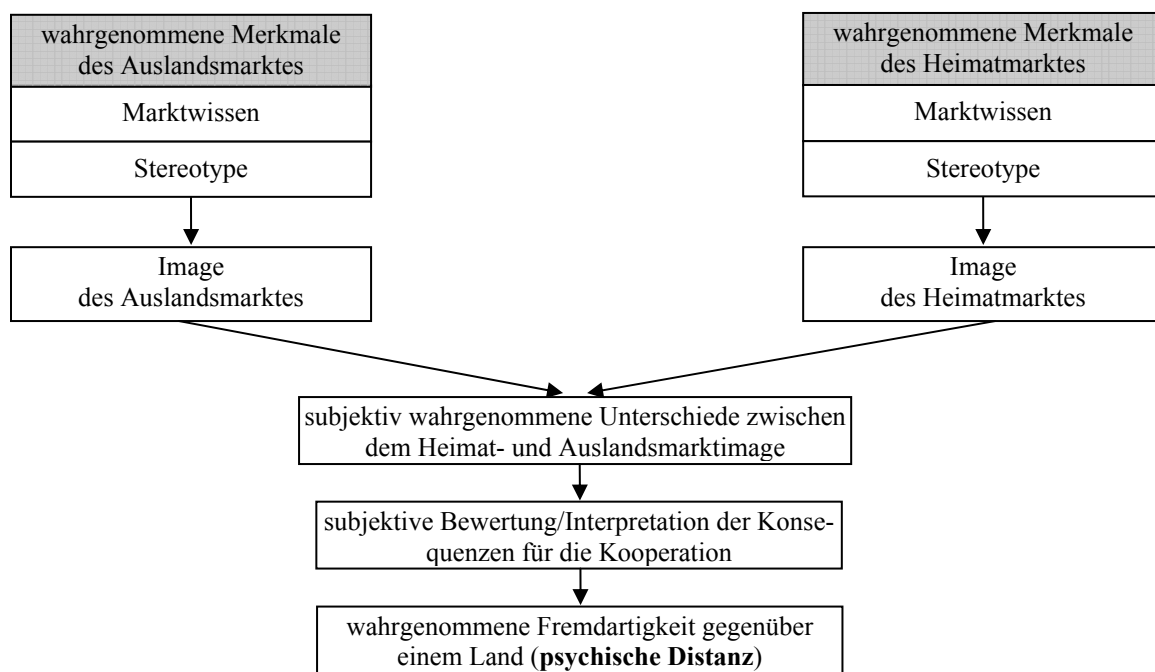 wahrgenommene Merkmale
des Auslandsmarktes
Marktwissen
Stereotype
Image
des Auslandsmarktes
wahrgenommene Merkmale
des Heimatmarktes
Marktwissen
Stereotype
Image
des Heimatmarktes
subjektiv wahrgenommene Unterschiede zwischen
dem Heimat- und Auslandsmarktimage
subjektive Bewertung/Interpretation der Konse-
quenzen für die Kooperation
wahrgenommene Fremdartigkeit gegenüber
einem Land (psychische Distanz)